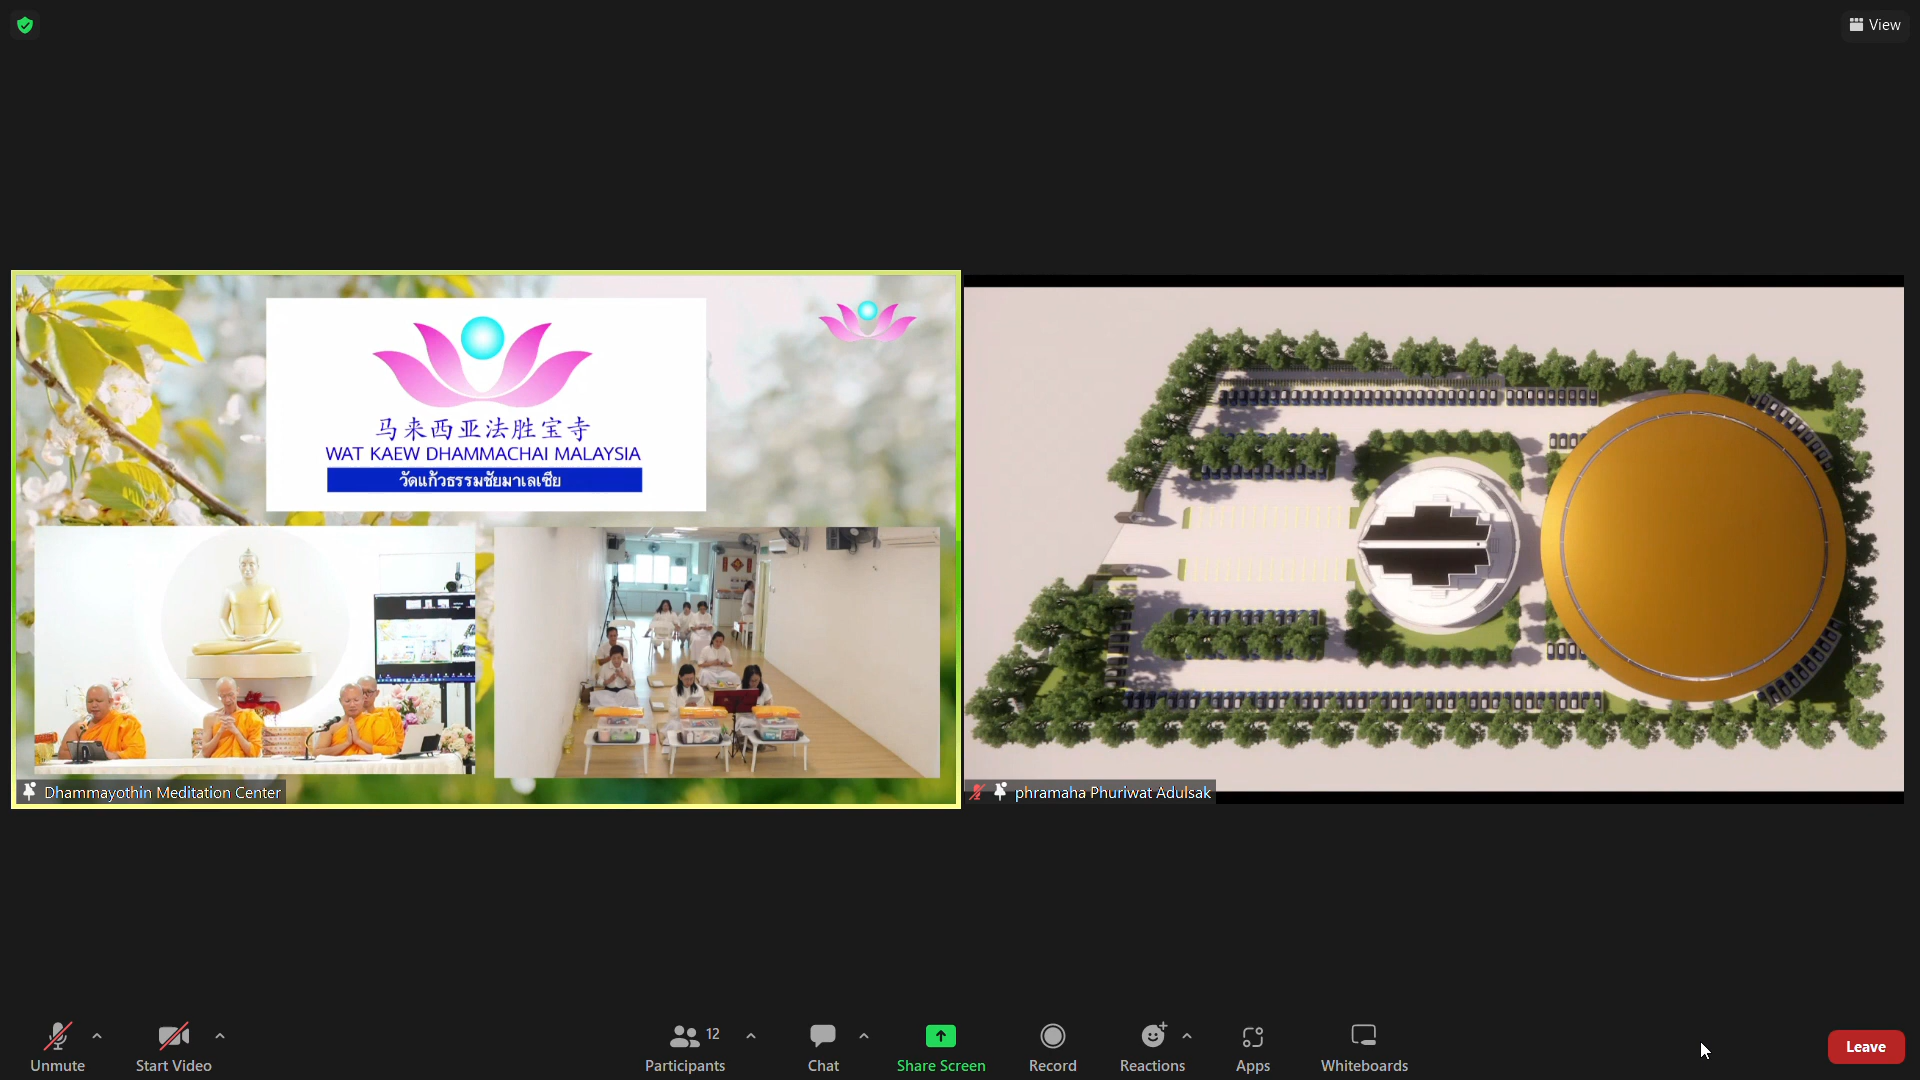 View
马来西亚法胜宝寺
WAT KAEW DHAMMACHAI MALAYSIA
วัดแก้วธรรมชัยมาเลเซีย
Dhammayothin Meditation Center
phramaha Phuriwat Adulsak
Unmute
Start Video
12
Participants
Chat
Share Screen
Record
Reactions
Apps
Whiteboards
Leave